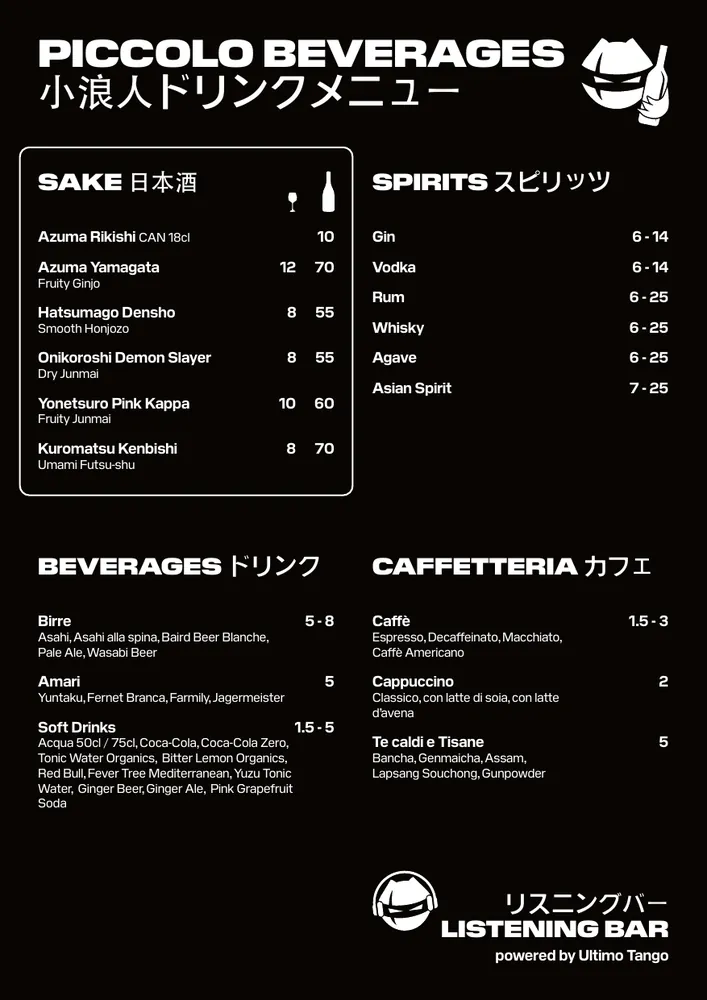 PICCOLO BEVERAGES
小浪人ドリンクメニュー
SAKE 日本酒
Azuma Rikishi CAN 18cl 10
Azuma Yamagata 12 70
Fruity Ginjo
Hatsumago Densho 8 55
Smooth Honjozo
Onikoroshi Demon Slayer 8 55
Dry Junmai
Yonetsuro Pink Kappa 10 60
Fruity Junmai
Kuromatsu Kenbishi 8 70
Umami Futsu-shu
SPIRITS スピリッツ
Gin 6 - 14
Vodka 6 - 14
Rum 6 - 25
Whisky 6 - 25
Agave 6 - 25
Asian Spirit 7 - 25
BEVERAGES ドリンク
Birre 5 - 8
Asahi, Asahi alla spina, Baird Beer Blanche,
Pale Ale, Wasabi Beer
Amari 5
Yuntaku, Fernet Branca, Farmily, Jagermeister
Soft Drinks 1.5 - 5
Acqua 50cl / 75cl, Coca-Cola, Coca-Cola Zero,
Tonic Water Organics, Bitter Lemon Organics,
Red Bull, Fever Tree Mediterranean, Yuzu Tonic
Water, Ginger Beer, Ginger Ale, Pink Grapefruit
Soda
CAFFETTERIA カフェ
Caffè 1.5 - 3
Espresso, Decaffeinato, Macchiato,
Caffè Americano
Cappuccino 2
Classico, con latte di soia, con latte
d'avena
Te caldi e Tisane 5
Bancha, Genmaicha, Assam,
Lapsang Souchong, Gunpowder
リスニングバー
LISTENING BAR
powered by Ultimo Tango